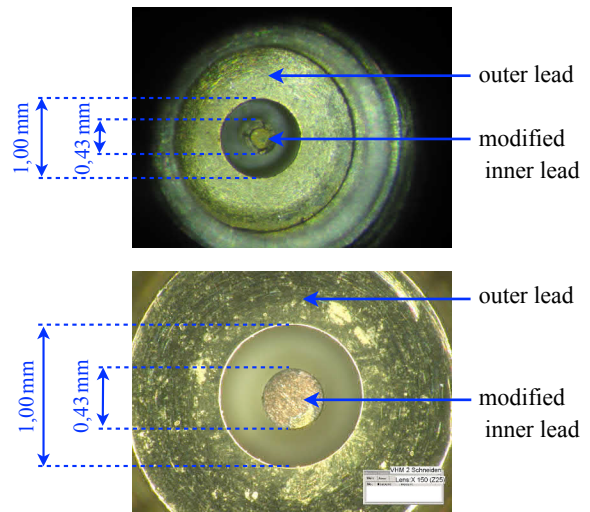 outer lead
1,00 mm
0,43 mm
modified
inner lead
outer lead
1,00 mm
0,43 mm
modified
inner lead
VHM 2 Schneiden
Lens:X 150 (Z25)